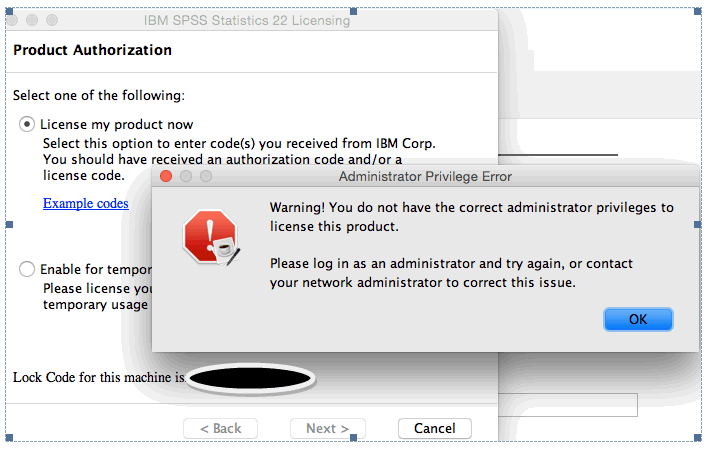 IBM SPSS Statistics 22 Licensing
Product Authorization
Select one of the following:
License my product now
Select this option to enter code(s) you received from IBM Corp.
You should have received an authorization code and/or a
license code.
Example codes
Administrator Privilege Error
Warning! You do not have the correct administrator privileges to
license this product.
Please log in as an administrator and try again, or contact
your network administrator to correct this issue.
OK
Enable for tempor
Please license you
temporary usage
Lock Code for this machine is
< Back
Next >
Cancel